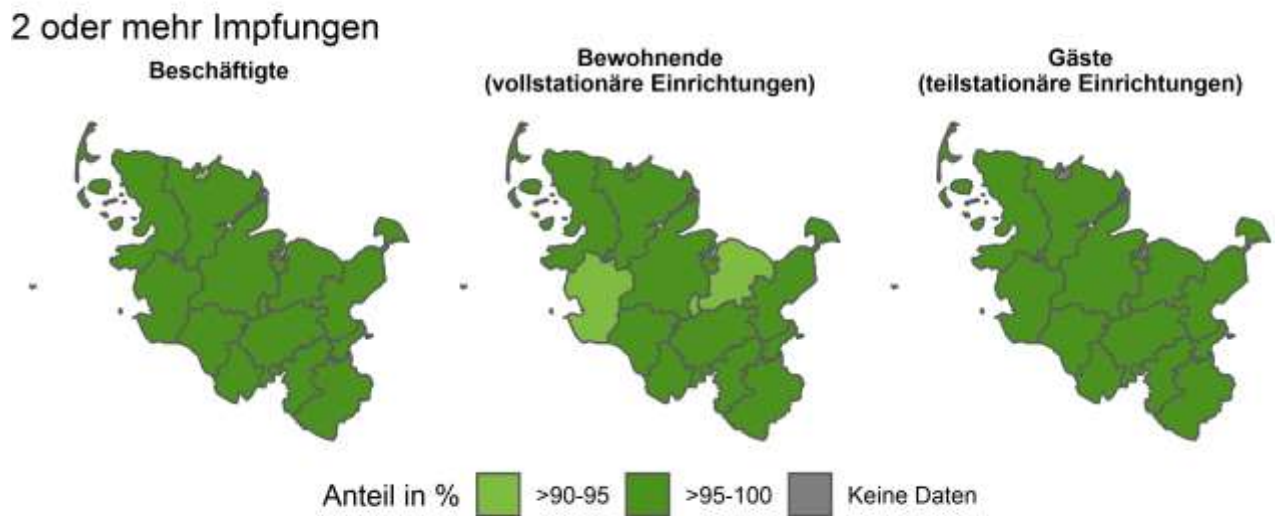 2 oder mehr Impfungen
Beschäftigte
Bewohnende
(vollstationäre Einrichtungen)
Gäste
(teilstationäre Einrichtungen)
Anteil in % >90-95 >95-100 Keine Daten